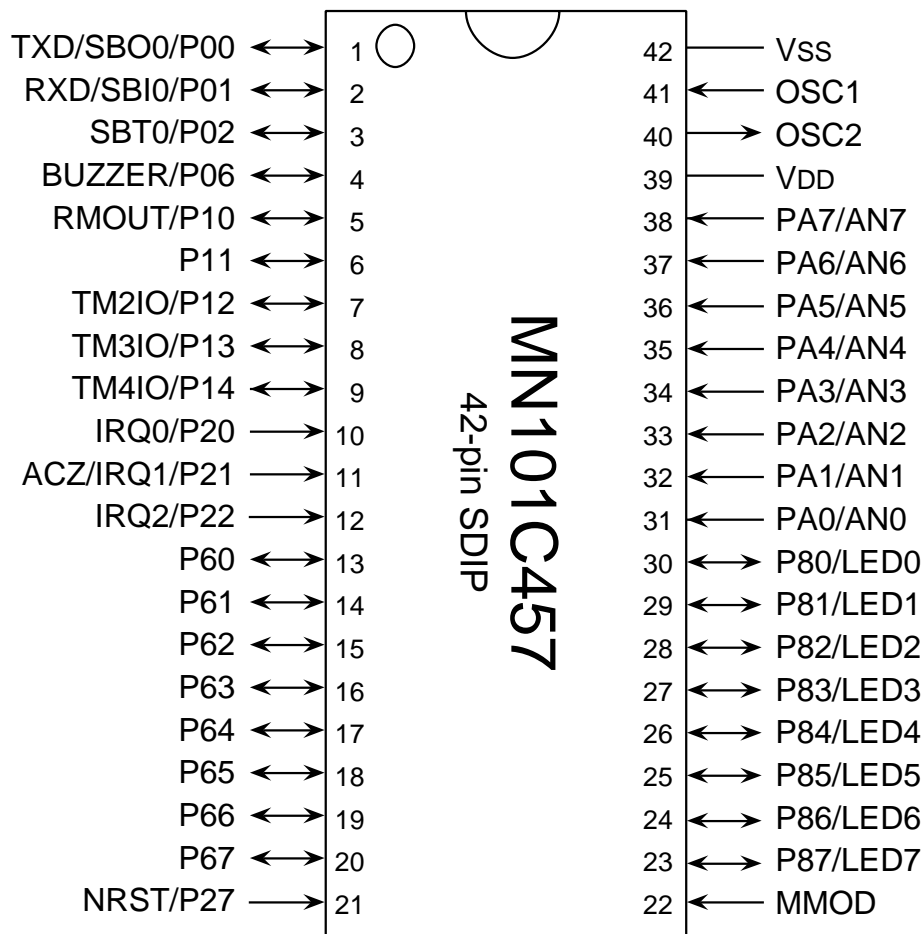 TXD/SBO0/P00 1 42 VSS
RXD/SBI0/P01 2 41 OSC1
SBT0/P02 3 40 OSC2
BUZZER/P06 4 39 VDD
RMOUT/P10 5 38 PA7/AN7
P11 6 37 PA6/AN6
TM2IO/P12 7 36 PA5/AN5
TM3IO/P13 8 35 PA4/AN4
TM4IO/P14 9 34 PA3/AN3
IRQ0/P20 10 33 PA2/AN2
ACZ/IRQ1/P21 11 32 PA1/AN1
IRQ2/P22 12 31 PA0/AN0
P60 13 30 P80/LED0
P61 14 29 P81/LED1
P62 15 28 P82/LED2
P63 16 27 P83/LED3
P64 17 26 P84/LED4
P65 18 25 P85/LED5
P66 19 24 P86/LED6
P67 20 23 P87/LED7
NRST/P27 21 22 MMOD
MN101C457
42-pin SDIP